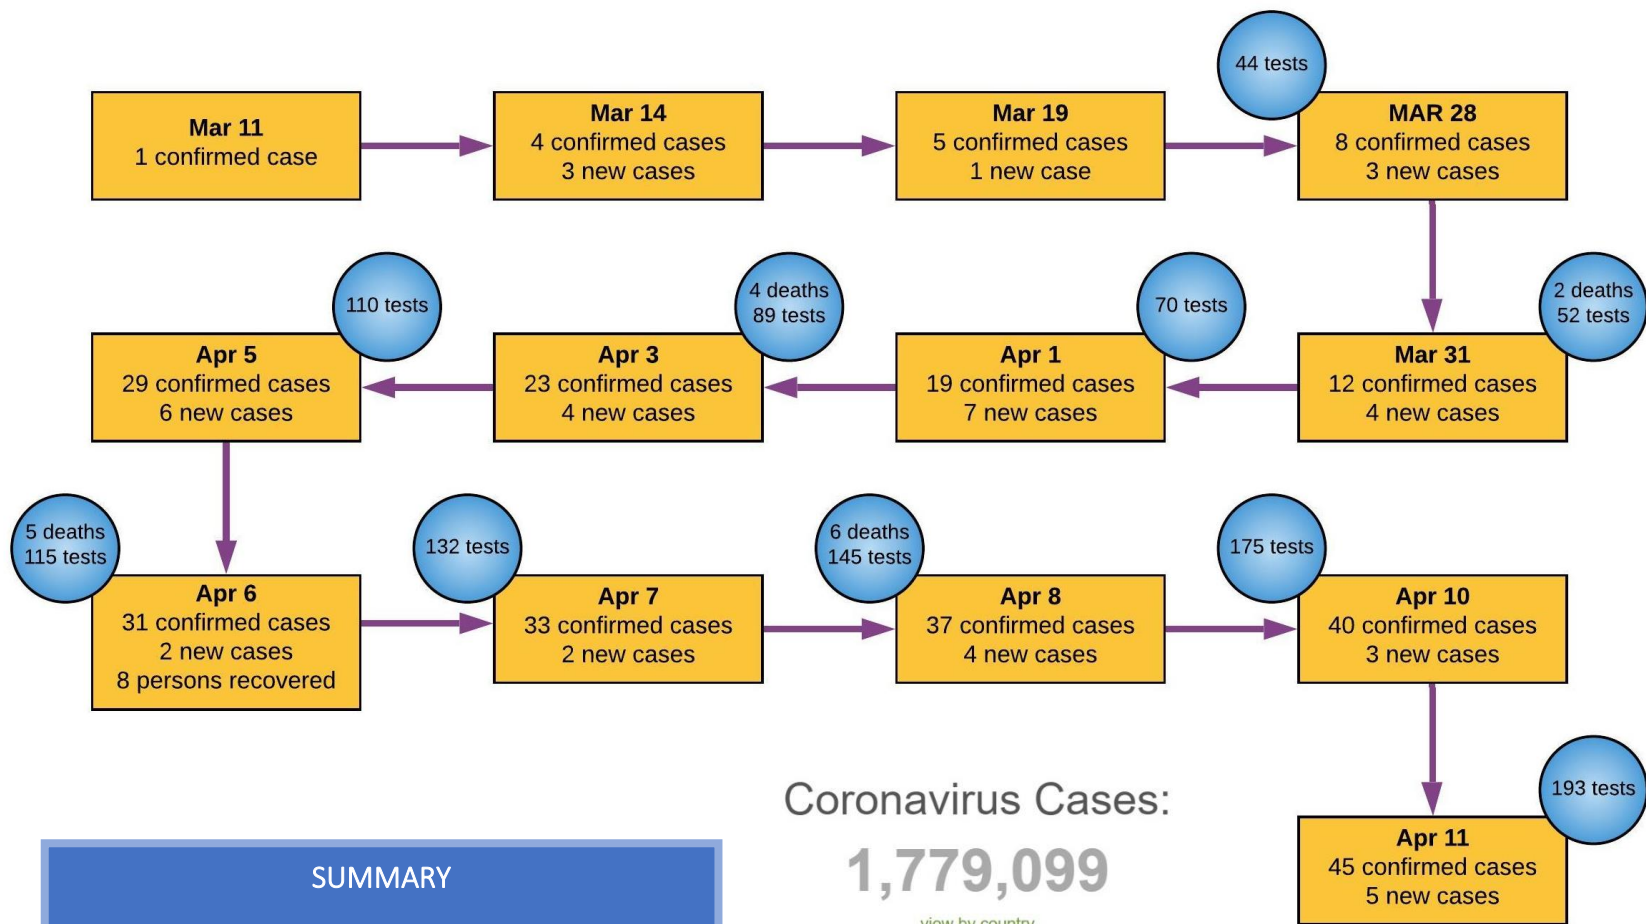 Mar 11
1 confirmed case
Mar 14
4 confirmed cases
3 new cases
Mar 19
5 confirmed cases
1 new case
44 tests
MAR 28
8 confirmed cases
3 new cases
2 deaths
52 tests
Mar 31
12 confirmed cases
4 new cases
70 tests
Apr 1
19 confirmed cases
7 new cases
4 deaths
89 tests
Apr 3
23 confirmed cases
4 new cases
110 tests
Apr 5
29 confirmed cases
6 new cases
5 deaths
115 tests
Apr 6
31 confirmed cases
2 new cases
8 persons recovered
132 tests
Apr 7
33 confirmed cases
2 new cases
6 deaths
145 tests
Apr 8
37 confirmed cases
4 new cases
175 tests
Apr 10
40 confirmed cases
3 new cases
193 tests
Apr 11
45 confirmed cases
5 new cases
Coronavirus Cases:
1,779,099
view by country
SUMMARY